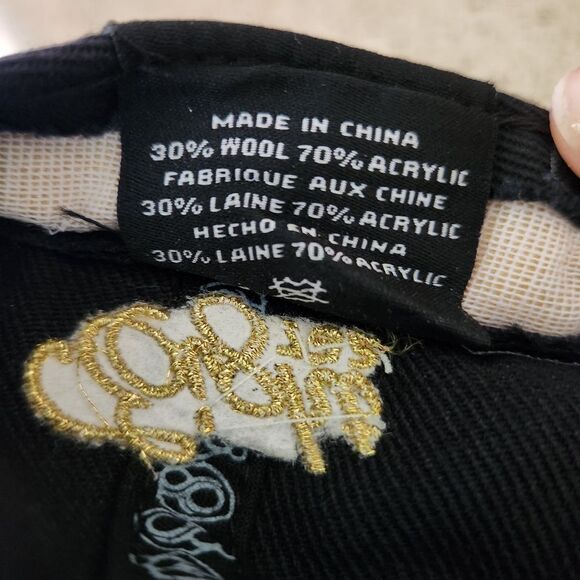 MADE IN CHINA
30% WOOL 70% ACRYLIC
FABRIQUE AUX CHINE
30% LAINE 70% ACRYLIC
HECHO EN CHINA
30% LAINE 70% ACRYLIC